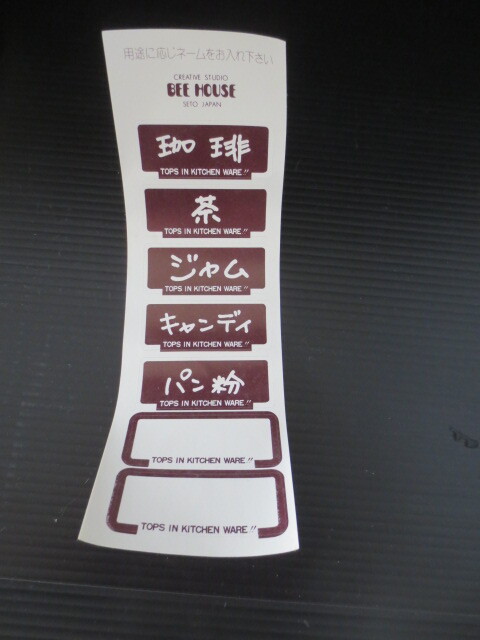 用途に応じネームをお入れ下さい
CREATIVE STUDIO
BEE HOUSE
SETO JAPAN
珈琲
TOPS IN KITCHEN WARE.!!
茶
TOPS IN KITCHEN WARE.!!
ジャム
TOPS IN KITCHEN WARE.!!
キャンディ
TOPS IN KITCHEN WARE.!!
パン粉
TOPS IN KITCHEN WARE.!!
TOPS IN KITCHEN WARE.!!
TOPS IN KITCHEN WARE.!!